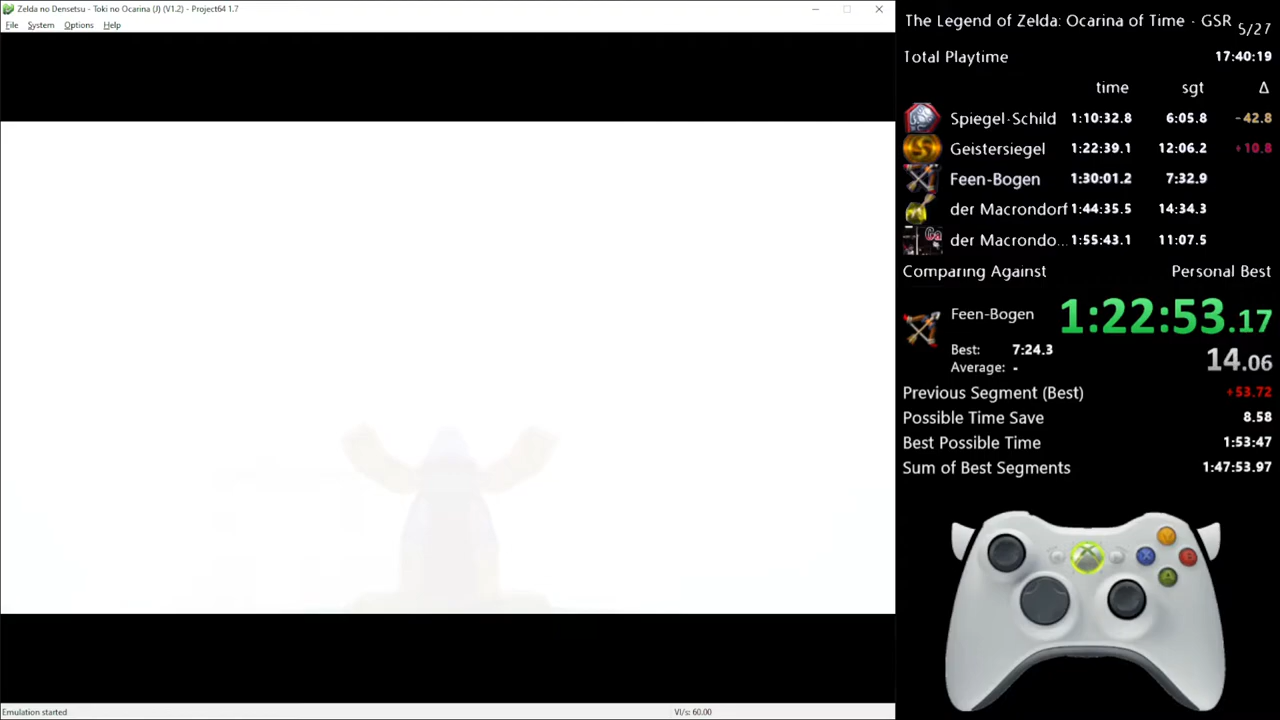 Zelda no Densetsu - Toki no Ocarina (J) (V1.2) - Project64 1.7
File System Options Help
The Legend of Zelda: Ocarina of Time · GSR 5/27
Total Playtime 17:40:19
time sgt Δ
Spiegel-Schild 1:10:32.8 6:05.8 -42.8
Geistersiegel 1:22:39.1 12:06.2 +10.8
Feen-Bogen 1:30:01.2 7:32.9
der Macrondorf 1:44:35.5 14:34.3
der Macrondo... 1:55:43.1 11:07.5
Comparing Against Personal Best
Feen-Bogen 1:22:53.17
Best: 7:24.3 14.06
Average: -
Previous Segment (Best) +53.72
Possible Time Save 8.58
Best Possible Time 1:53:47
Sum of Best Segments 1:47:53.97
Y
X B
A
Emulation started VI/s: 60.00